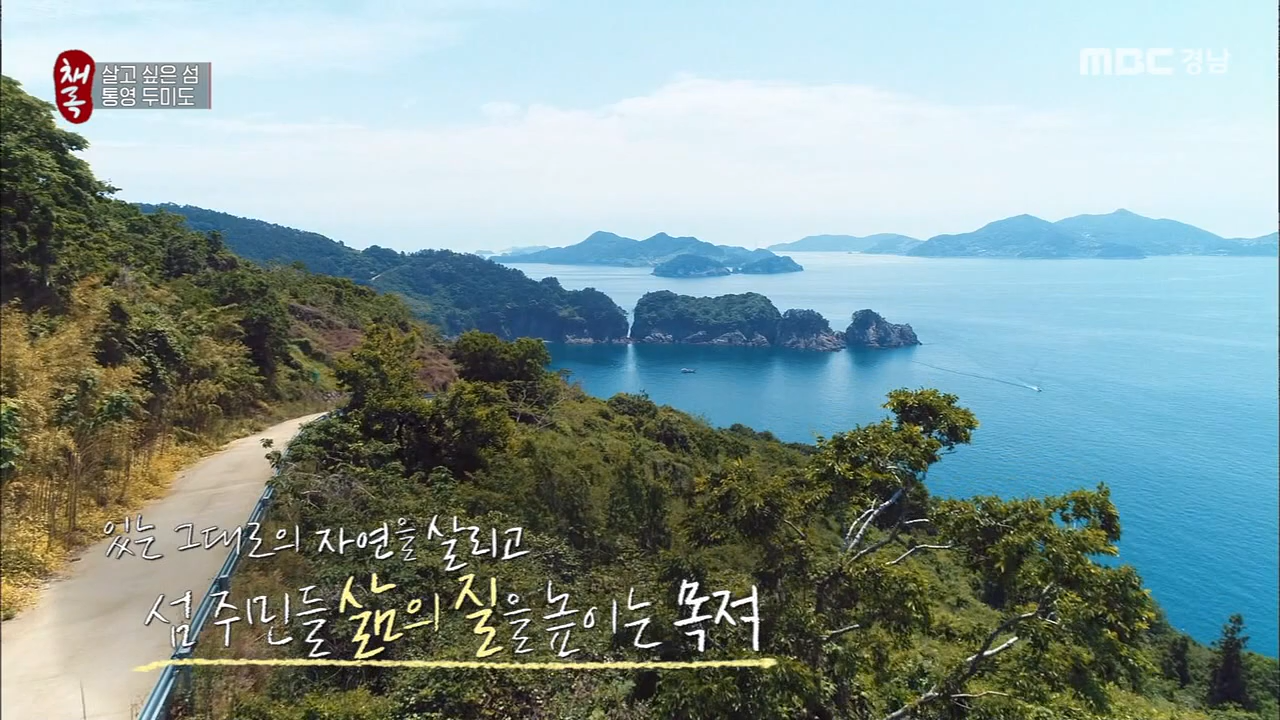 채록
살고 싶은 섬
통영 두미도
MBC 경남
있는 그대로의 자연을 살리고
섬 주민들 삶의 질을 높이는 목적